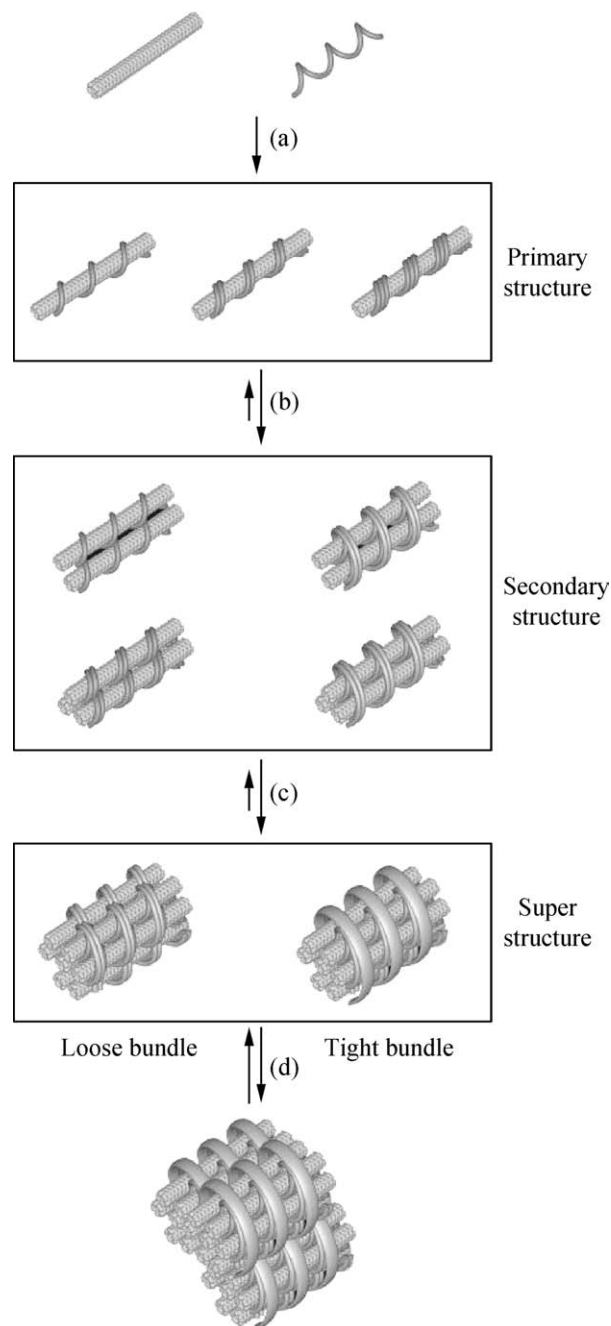 (a)
Primary
structure
(b)
Secondary
structure
(c)
Super
structure
Loose bundle
Tight bundle
(d)